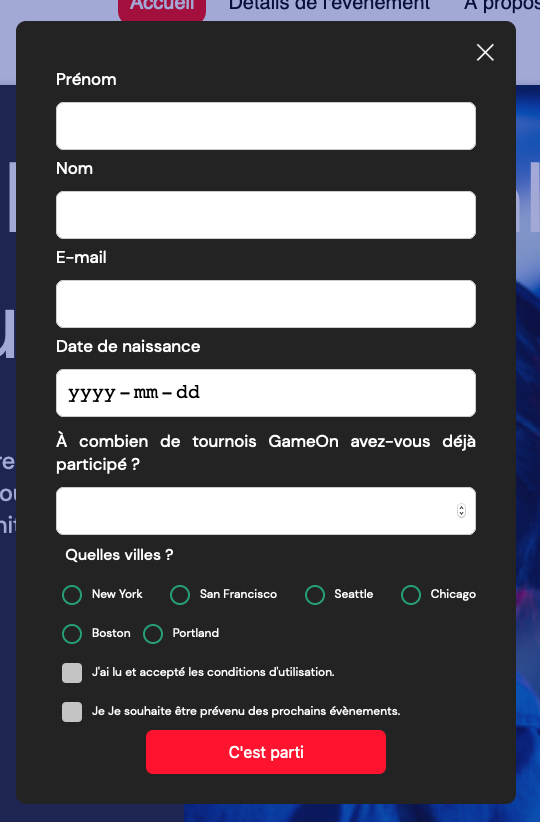 Accueil Détails de l'évènement À propos
Prénom
Nom
E-mail
Date de naissance
yyyy-mm-dd
À combien de tournois GameOn avez-vous déjà
participé ?
Quelles villes ?
New York San Francisco Seattle Chicago
Boston Portland
J'ai lu et accepté les conditions d'utilisation.
Je Je souhaite être prévenu des prochains évènements.
C'est parti